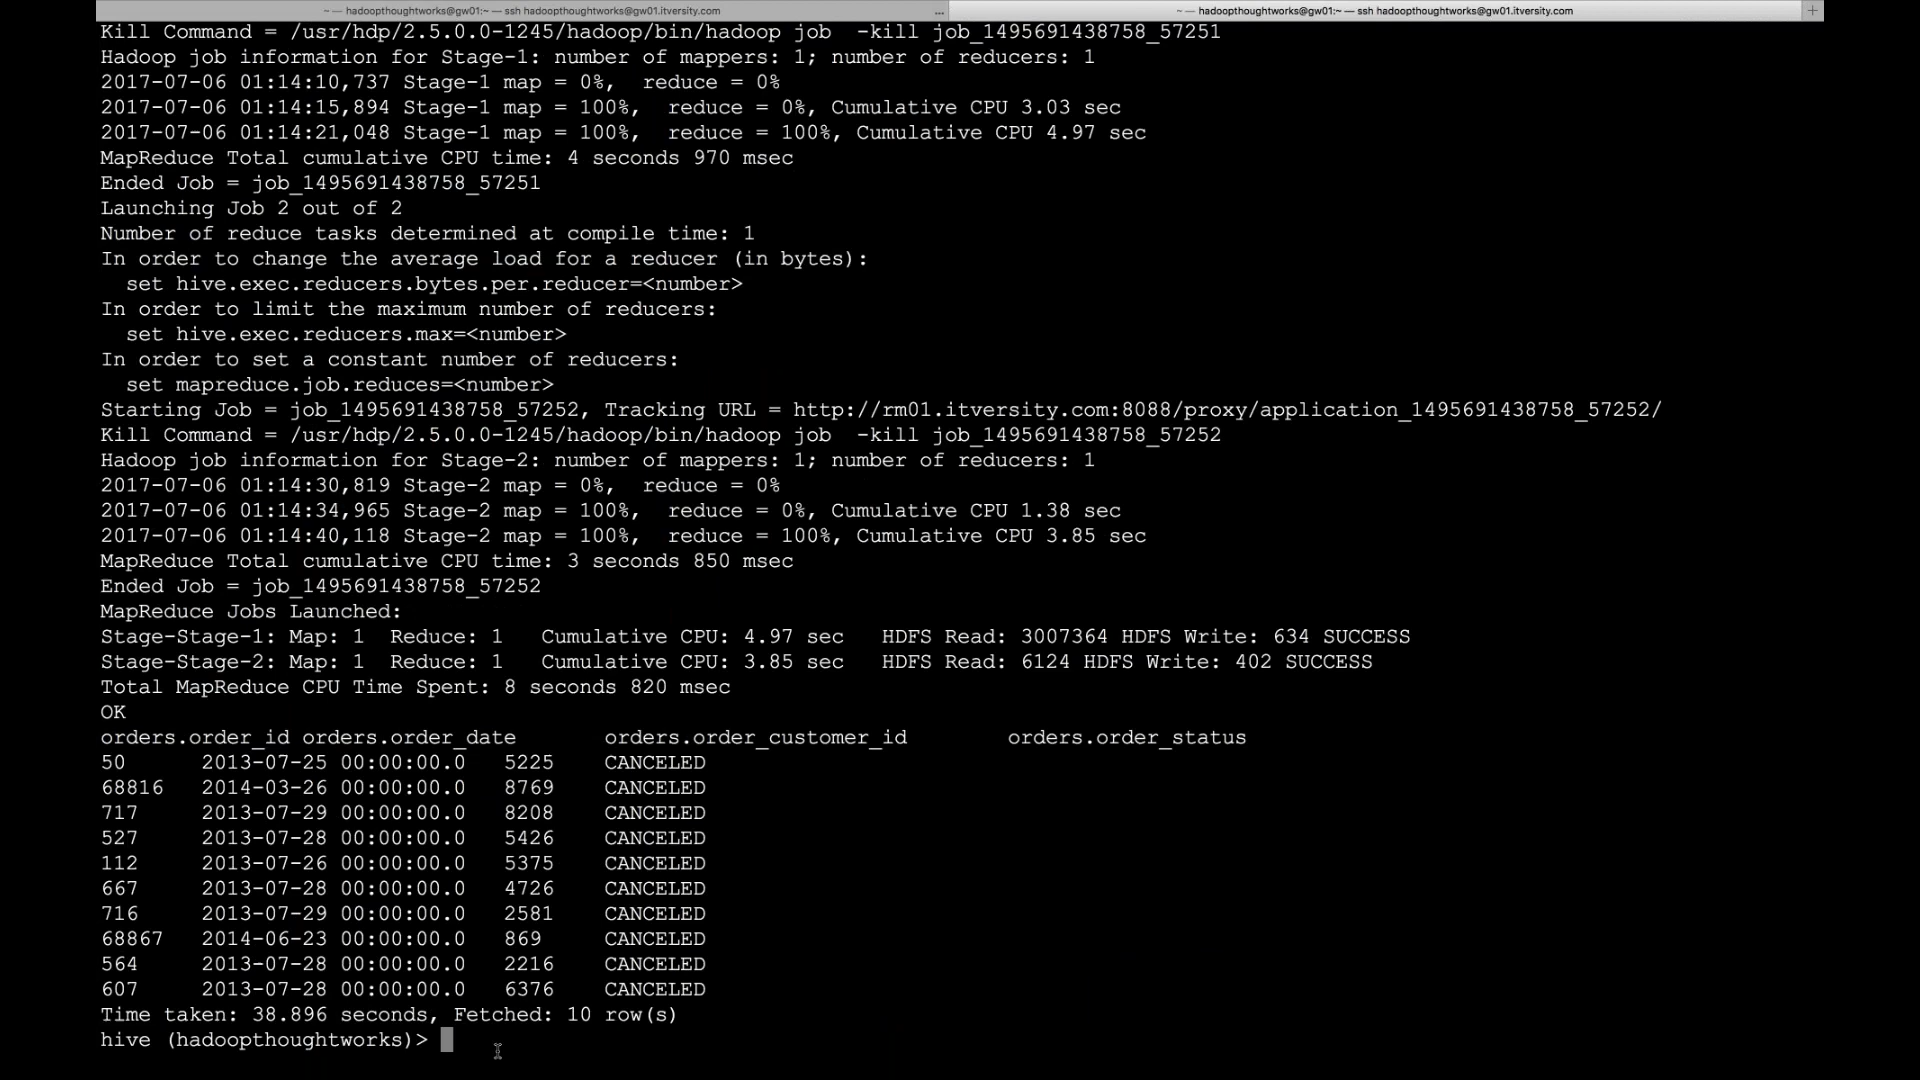 ~ — hadoopthoughtworks@gw01:~ — ssh hadoopthoughtworks@gw01.itversity.com ... ~ — hadoopthoughtworks@gw01:~ — ssh hadoopthoughtworks@gw01.itversity.com +
Kill Command = /usr/hdp/2.5.0.0-1245/hadoop/bin/hadoop job  -kill job_1495691438758_57251
Hadoop job information for Stage-1: number of mappers: 1; number of reducers: 1
2017-07-06 01:14:10,737 Stage-1 map = 0%,  reduce = 0%
2017-07-06 01:14:15,894 Stage-1 map = 100%,  reduce = 0%, Cumulative CPU 3.03 sec
2017-07-06 01:14:21,048 Stage-1 map = 100%,  reduce = 100%, Cumulative CPU 4.97 sec
MapReduce Total cumulative CPU time: 4 seconds 970 msec
Ended Job = job_1495691438758_57251
Launching Job 2 out of 2
Number of reduce tasks determined at compile time: 1
In order to change the average load for a reducer (in bytes):
  set hive.exec.reducers.bytes.per.reducer=<number>
In order to limit the maximum number of reducers:
  set hive.exec.reducers.max=<number>
In order to set a constant number of reducers:
  set mapreduce.job.reduces=<number>
Starting Job = job_1495691438758_57252, Tracking URL = http://rm01.itversity.com:8088/proxy/application_1495691438758_57252/
Kill Command = /usr/hdp/2.5.0.0-1245/hadoop/bin/hadoop job  -kill job_1495691438758_57252
Hadoop job information for Stage-2: number of mappers: 1; number of reducers: 1
2017-07-06 01:14:30,819 Stage-2 map = 0%,  reduce = 0%
2017-07-06 01:14:34,965 Stage-2 map = 100%,  reduce = 0%, Cumulative CPU 1.38 sec
2017-07-06 01:14:40,118 Stage-2 map = 100%,  reduce = 100%, Cumulative CPU 3.85 sec
MapReduce Total cumulative CPU time: 3 seconds 850 msec
Ended Job = job_1495691438758_57252
MapReduce Jobs Launched:
Stage-Stage-1: Map: 1  Reduce: 1   Cumulative CPU: 4.97 sec   HDFS Read: 3007364 HDFS Write: 634 SUCCESS
Stage-Stage-2: Map: 1  Reduce: 1   Cumulative CPU: 3.85 sec   HDFS Read: 6124 HDFS Write: 402 SUCCESS
Total MapReduce CPU Time Spent: 8 seconds 820 msec
OK
orders.order_id orders.order_date       orders.order_customer_id        orders.order_status
50      2013-07-25 00:00:00.0   5225    CANCELED
68816   2014-03-26 00:00:00.0   8769    CANCELED
717     2013-07-29 00:00:00.0   8208    CANCELED
527     2013-07-28 00:00:00.0   5426    CANCELED
112     2013-07-26 00:00:00.0   5375    CANCELED
667     2013-07-28 00:00:00.0   4726    CANCELED
716     2013-07-29 00:00:00.0   2581    CANCELED
68867   2014-06-23 00:00:00.0   869     CANCELED
564     2013-07-28 00:00:00.0   2216    CANCELED
607     2013-07-28 00:00:00.0   6376    CANCELED
Time taken: 38.896 seconds, Fetched: 10 row(s)
hive (hadoopthoughtworks)>